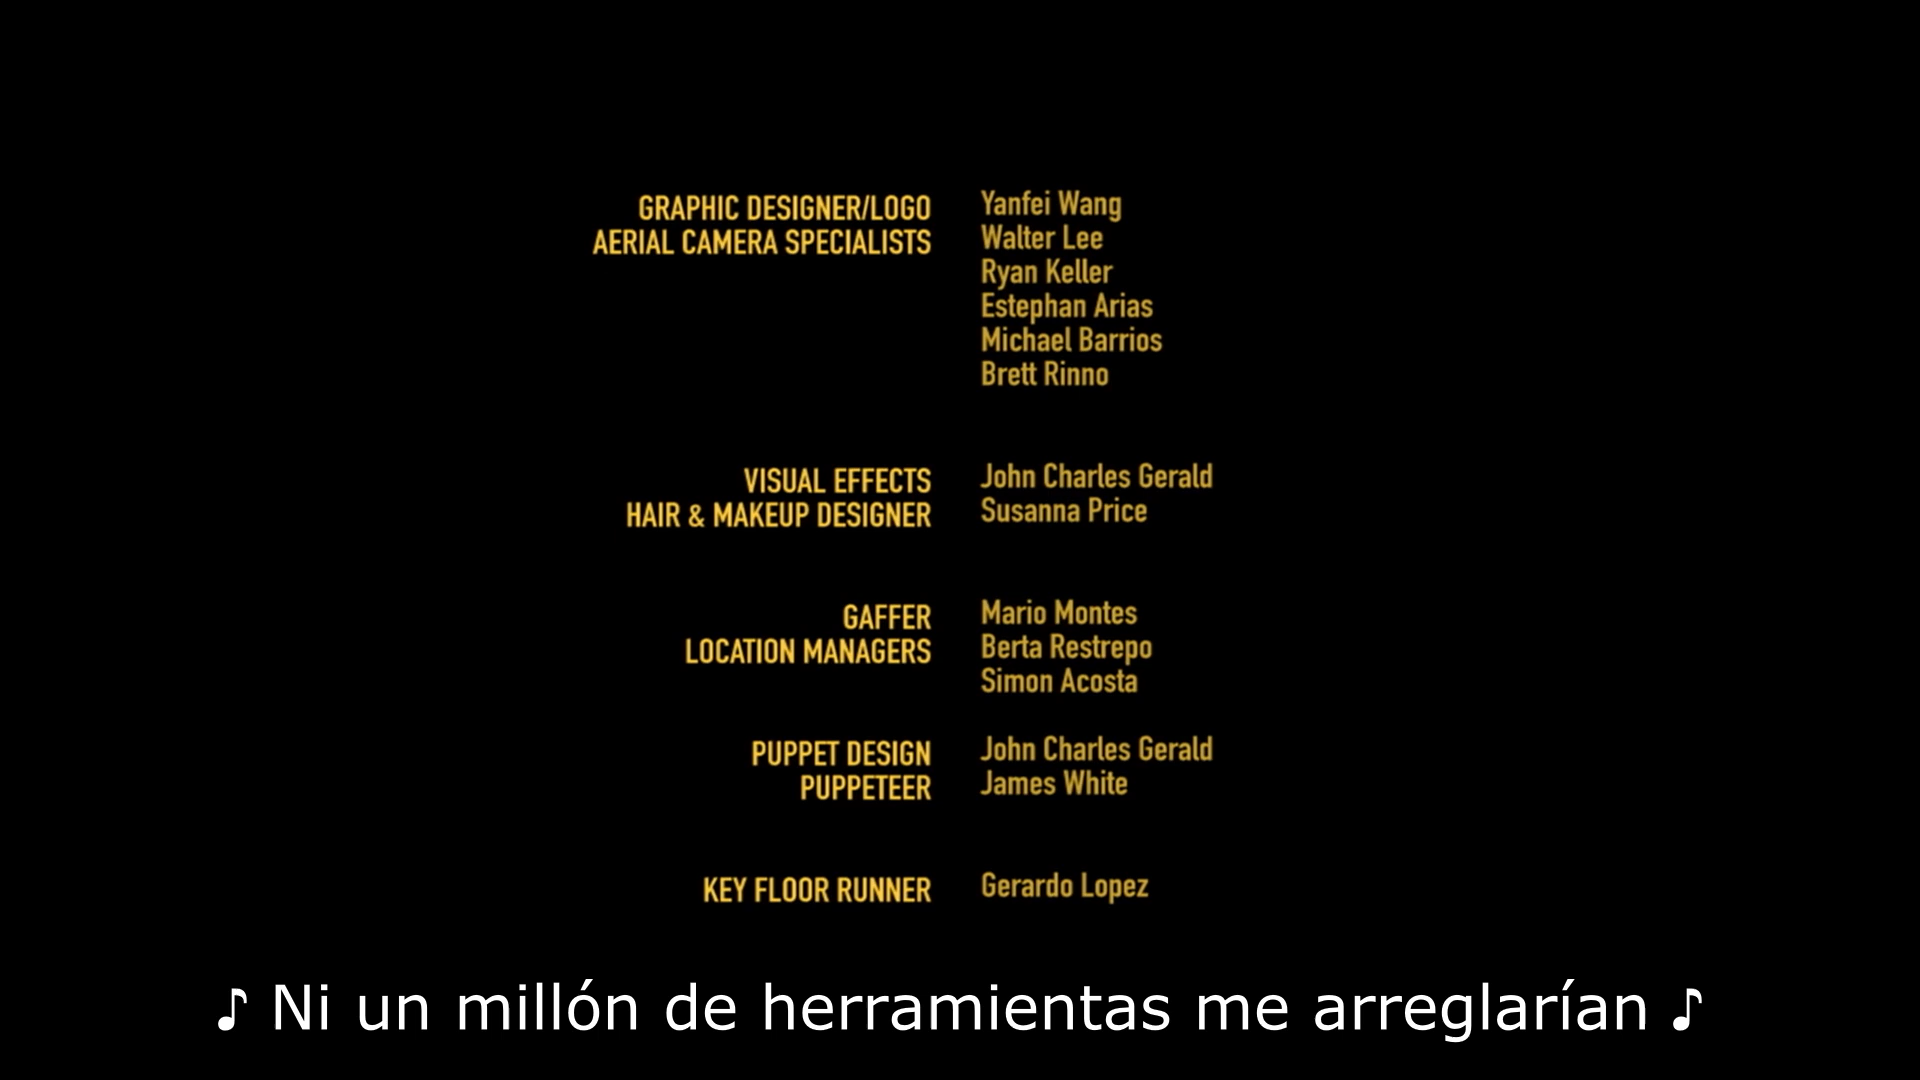 GRAPHIC DESIGNER/LOGO Yanfei Wang
AERIAL CAMERA SPECIALISTS Walter Lee
Ryan Keller
Estephan Arias
Michael Barrios
Brett Rinno
VISUAL EFFECTS John Charles Gerald
HAIR & MAKEUP DESIGNER Susanna Price
GAFFER Mario Montes
LOCATION MANAGERS Berta Restrepo
Simon Acosta
PUPPET DESIGN John Charles Gerald
PUPPETEER James White
KEY FLOOR RUNNER Gerardo Lopez
♪ Ni un millón de herramientas me arreglarían ♪